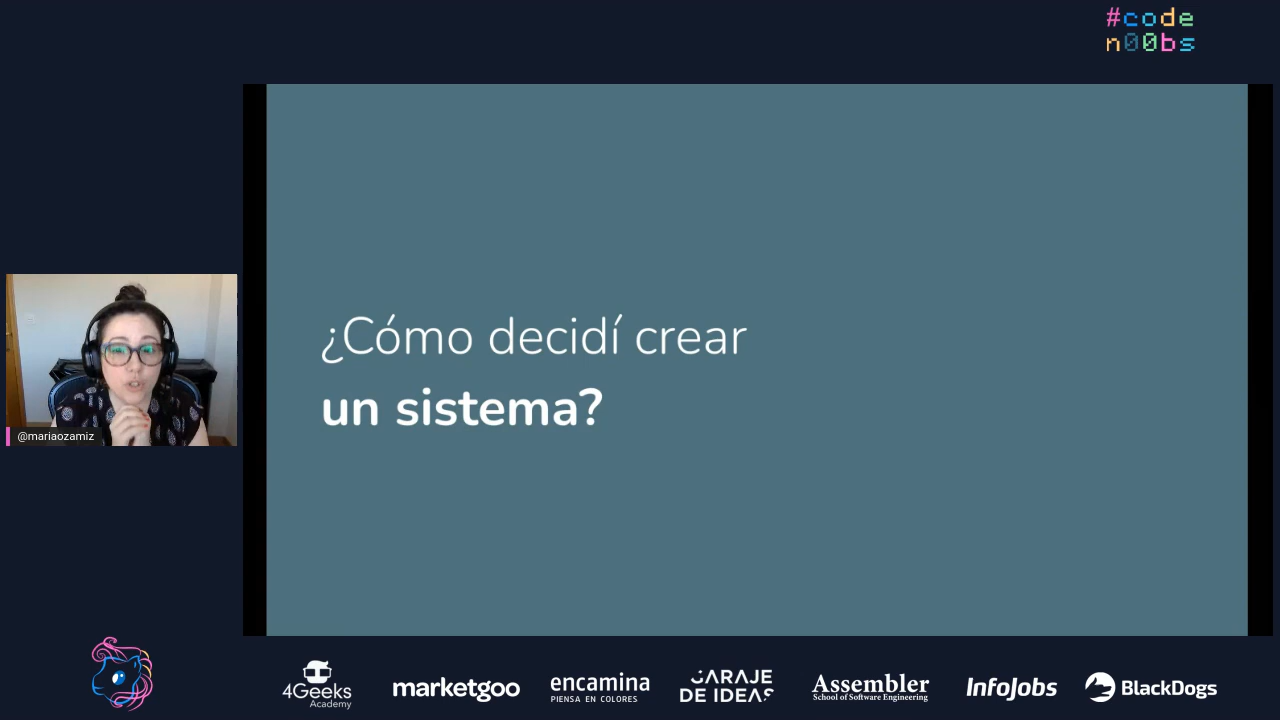 #code
n00bs
¿Cómo decidí crear
un sistema?
@mariaozamiz
4Geeks
Academy
marketgoo
encamina
PIENSA EN COLORES
GARAJE
DE IDEAS
Assembler
School of Software Engineering
InfoJobs
BlackDogs